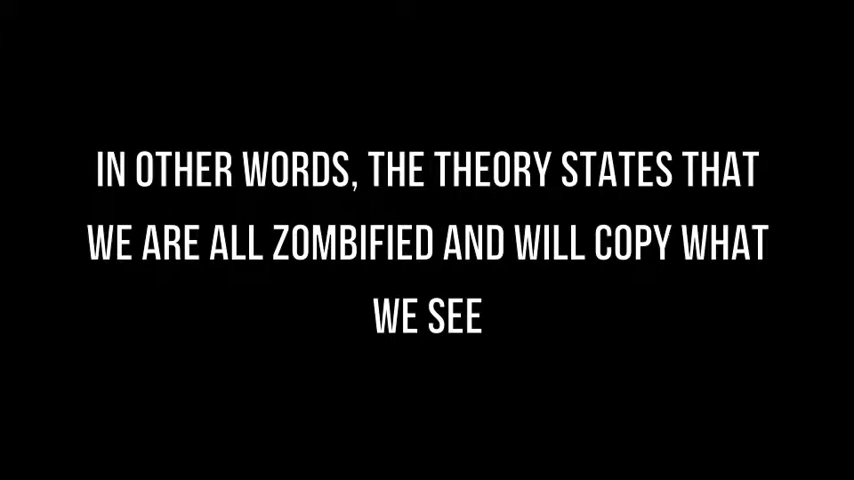 IN OTHER WORDS, THE THEORY STATES THAT
WE ARE ALL ZOMBIFIED AND WILL COPY WHAT
WE SEE